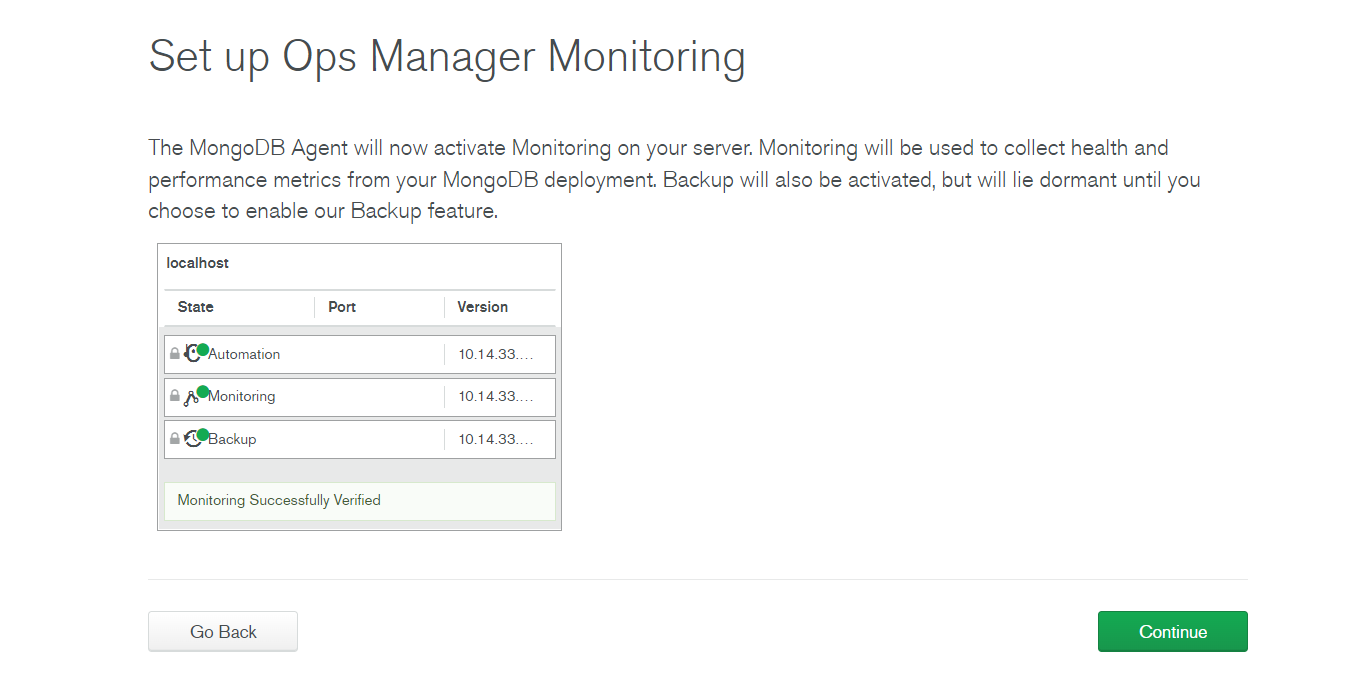 Set up Ops Manager Monitoring
The MongoDB Agent will now activate Monitoring on your server. Monitoring will be used to collect health and
performance metrics from your MongoDB deployment. Backup will also be activated, but will lie dormant until you
choose to enable our Backup feature.
localhost
State Port Version
Automation 10.14.33....
Monitoring 10.14.33....
Backup 10.14.33....
Monitoring Successfully Verified
Go Back Continue